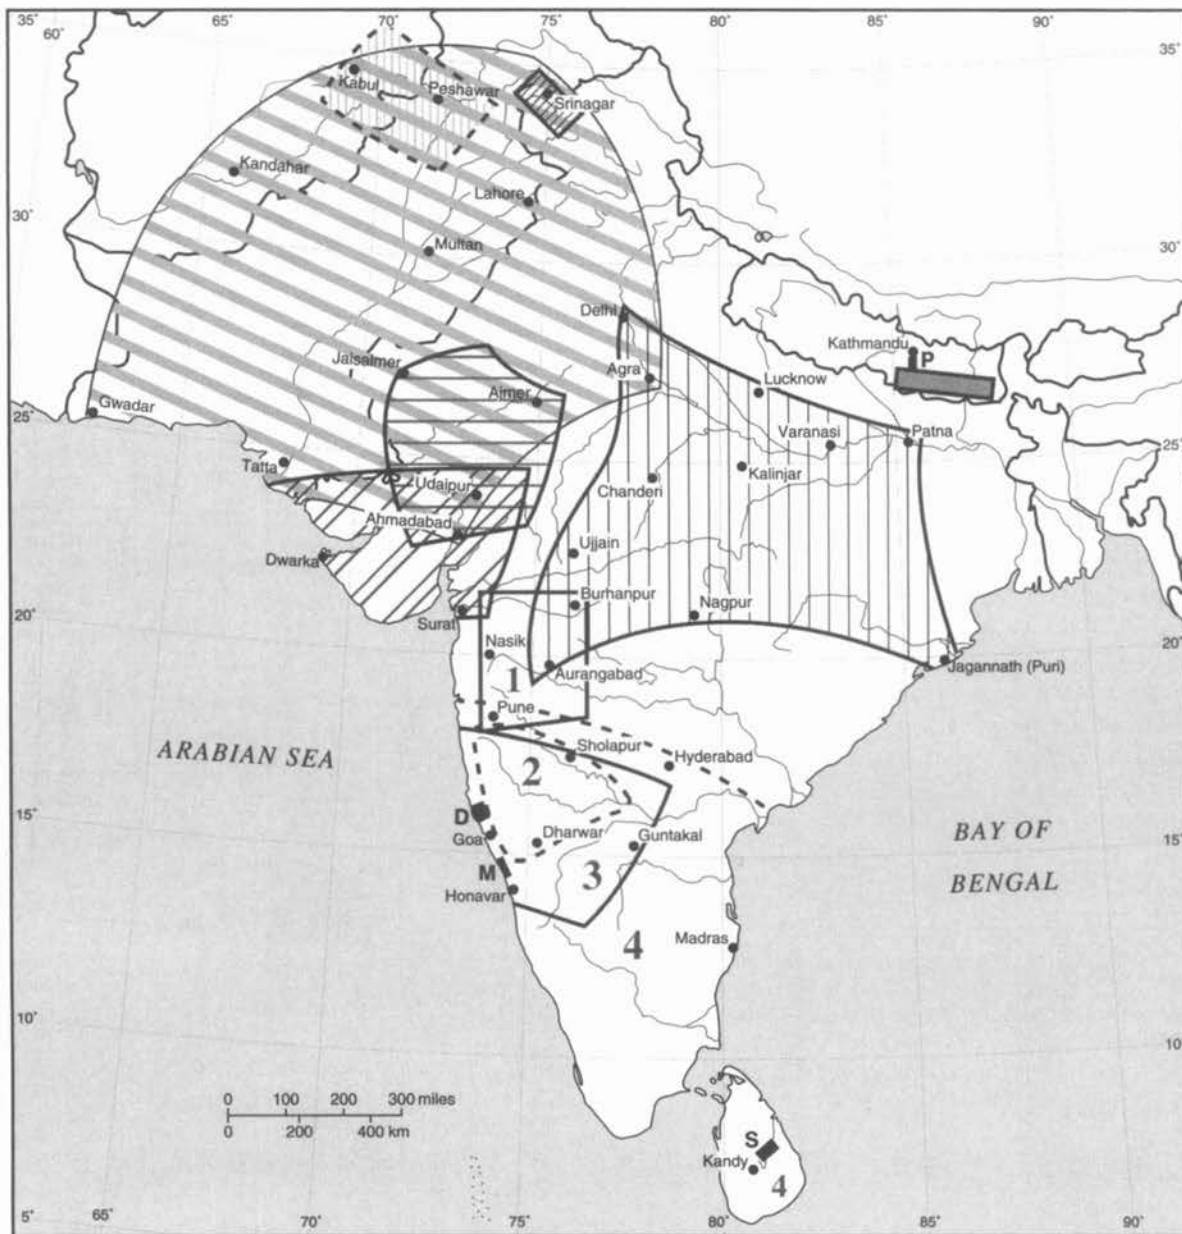 35°
60°
65°
70°
75°
80°
85°
90°
35°
Kabul
Peshawar
Srinagar
Kandahar
Lahore
30°
Multan
30°
Delhi
Kathmandu
P
Jaisalmer
Agra
Lucknow
Ajmer
Gwadar
25°
Varanasi
Patna
25°
Tatta
Udaipur
Kalinjar
Chanderi
Ahmadabad
Dwarka
Ujjain
Burhanpur
Nagpur
20°
Surat
Nasik
20°
Aurangabad
Jagannath (Puri)
1
Pune
ARABIAN SEA
Sholapur
Hyderabad
2
15°
D
Goa
Dharwar
Guntakal
BAY OF
BENGAL
15°
M
3
Honavar
4
Madras
10°
10°
0 100 200 300 miles
0 200 400 km
S
Kandy
4
5°
65°
70°
75°
80°
85°
90°